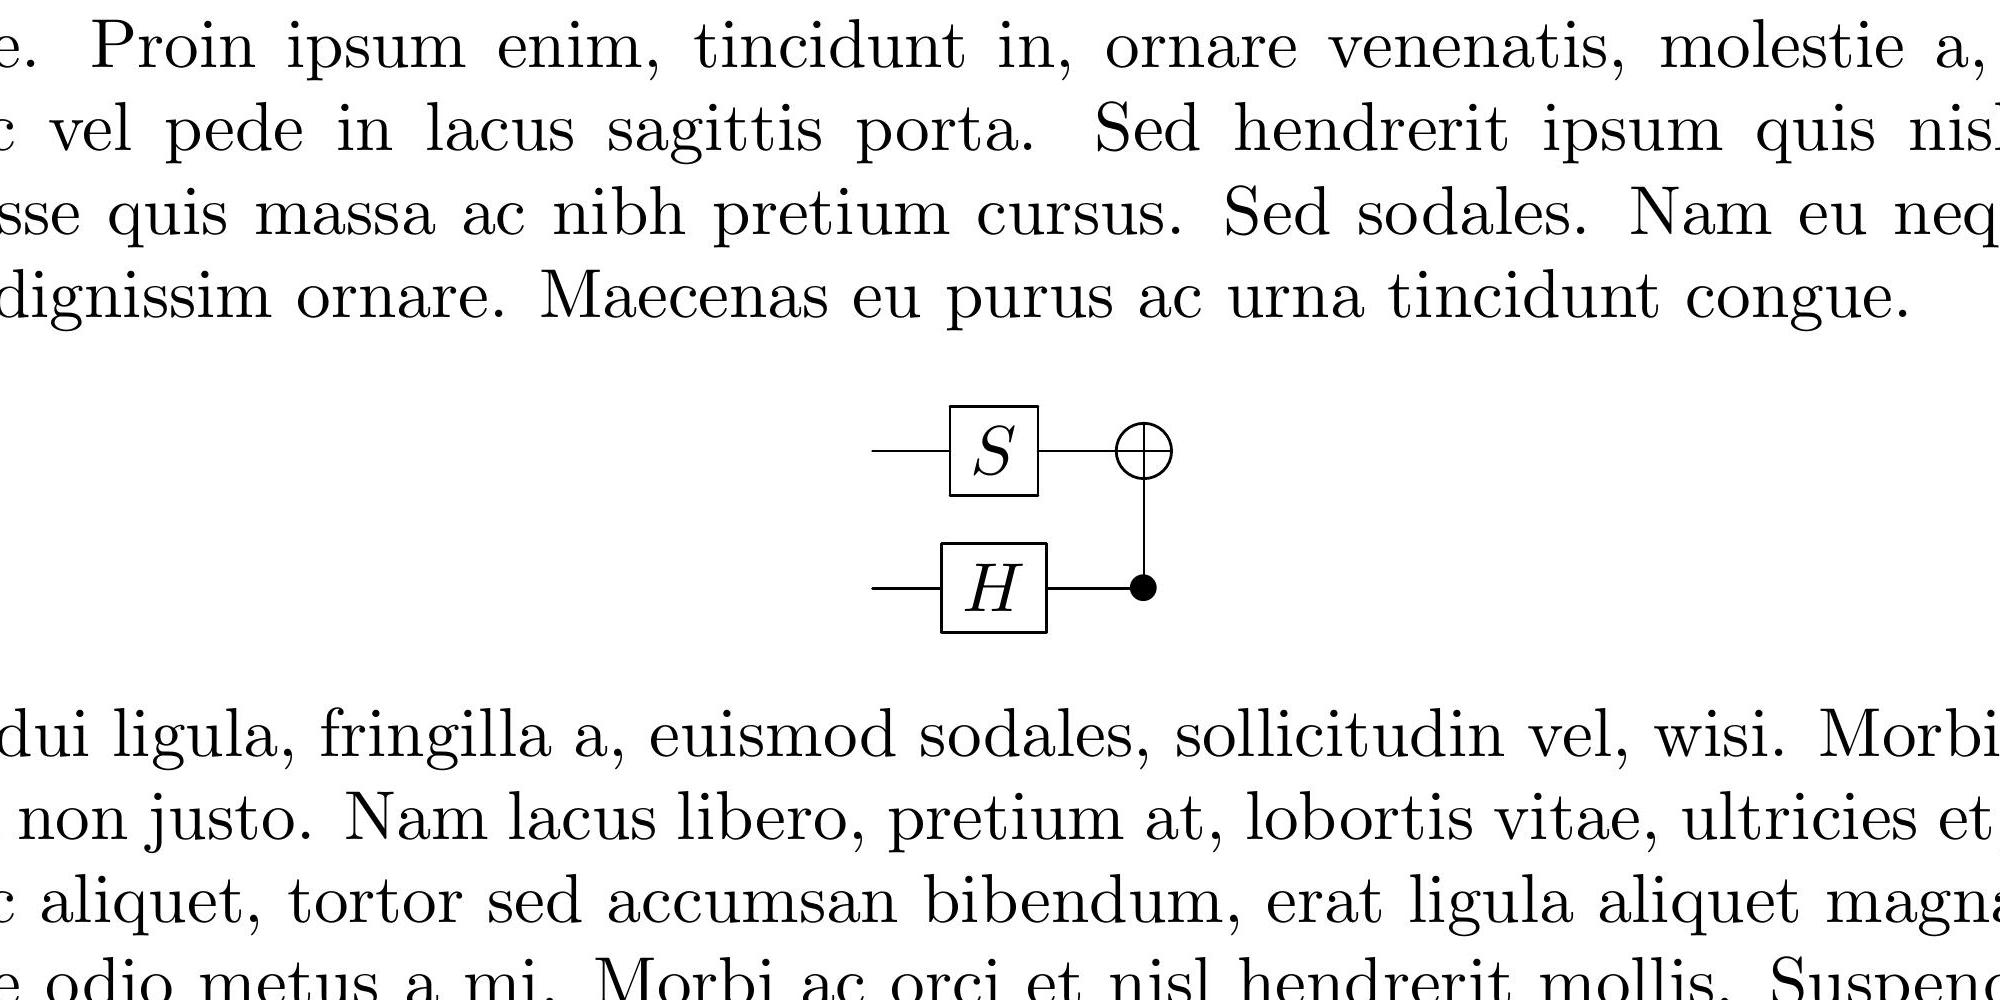 e. Proin ipsum enim, tincidunt in, ornare venenatis, molestie a,
c vel pede in lacus sagittis porta. Sed hendrerit ipsum quis nisl
sse quis massa ac nibh pretium cursus. Sed sodales. Nam eu neq
dignissim ornare. Maecenas eu purus ac urna tincidunt congue.
S
H
dui ligula, fringilla a, euismod sodales, sollicitudin vel, wisi. Morbi
non justo. Nam lacus libero, pretium at, lobortis vitae, ultricies et,
c aliquet, tortor sed accumsan bibendum, erat ligula aliquet magna
e odio metus a mi. Morbi ac orci et nisl hendrerit mollis. Suspend